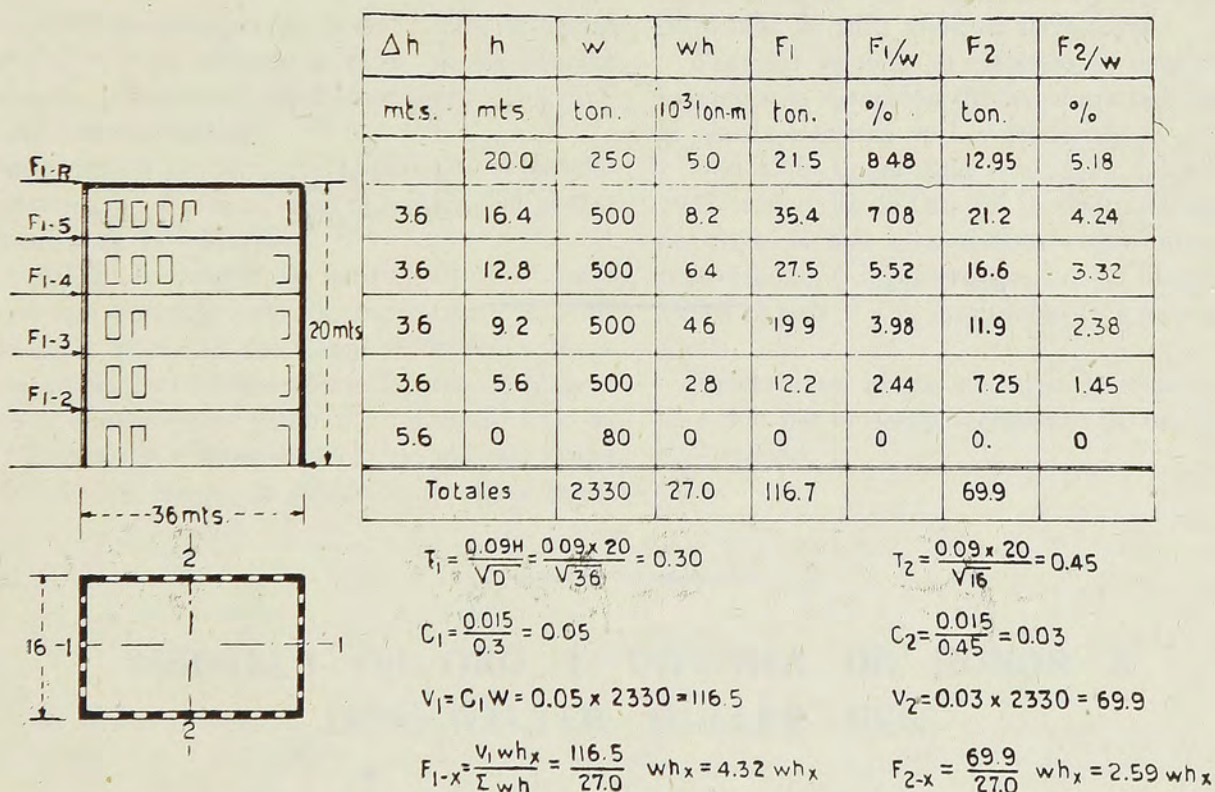 Δh h w wh F1 F1/w F2 F2/w
mts. mts ton. 10³ton-m ton. % ton. %
20.0 250 5.0 21.5 8 48 12.95 5.18
3.6 16.4 500 8.2 35.4 7 08 21.2 4.24
3.6 12.8 500 6 4 27.5 5.52 16.6 3.32
3.6 9.2 500 4 6 19 9 3.98 11.9 2.38
3.6 5.6 500 2 8 12.2 2.44 7.25 1.45
5.6 0 80 0 0 0 0. 0
Totales 2330 27.0 116.7 69.9
F1-R
F1-5
F1-4
F1-3
F1-2
20mts
36mts.
2
16 1 1
2
T1 = 0.09H/√D = 0 09 x 20/√36 = 0.30
C1 = 0.015/0.3 = 0.05
V1 = C1W = 0.05 x 2330 = 116.5
F1-x = V1 whx/Σ wh = 116.5/27.0 whx = 4.32 whx
T2 = 0.09 x 20/√16 = 0.45
C2 = 0.015/0.45 = 0.03
V2 = 0.03 x 2330 = 69.9
F2-x = 69.9/27.0 whx = 2.59 whx